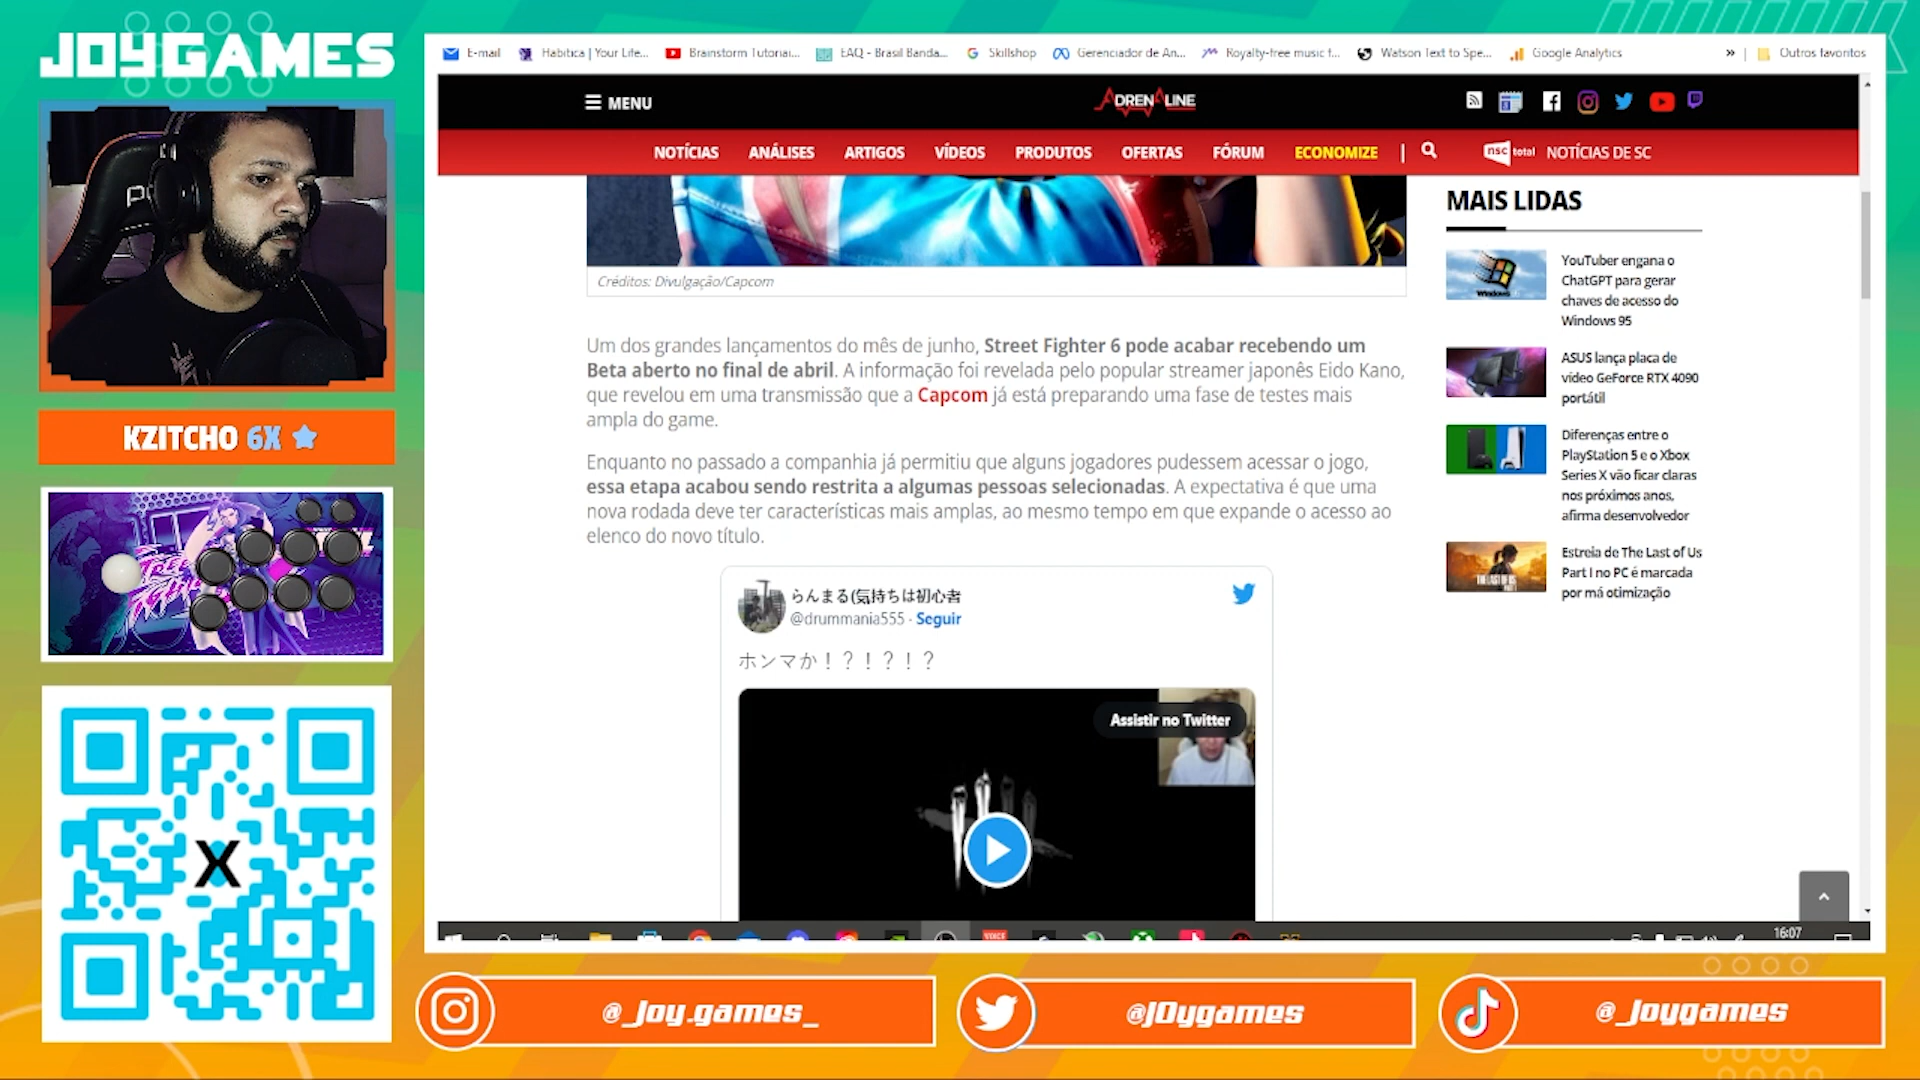 JOYGAMES
KZITCHO 6X
X
E-mail
Habitica | Your Life...
Brainstorm Tutoriai...
EAQ - Brasil Banda...
Skillshop
Gerenciador de An...
Royalty-free music f...
Watson Text to Spe...
Google Analytics
»
Outros favoritos
MENU
ADRENALINE
NOTÍCIAS
ANÁLISES
ARTIGOS
VÍDEOS
PRODUTOS
OFERTAS
FÓRUM
ECONOMIZE
nsc total
NOTÍCIAS DE SC
Créditos: Divulgação/Capcom
Um dos grandes lançamentos do mês de junho, Street Fighter 6 pode acabar recebendo um
Beta aberto no final de abril. A informação foi revelada pelo popular streamer japonês Eido Kano,
que revelou em uma transmissão que a Capcom já está preparando uma fase de testes mais
ampla do game.
Enquanto no passado a companhia já permitiu que alguns jogadores pudessem acessar o jogo,
essa etapa acabou sendo restrita a algumas pessoas selecionadas. A expectativa é que uma
nova rodada deve ter características mais amplas, ao mesmo tempo em que expande o acesso ao
elenco do novo título.
らんまる(気持ちは初心者
@drummania555 · Seguir
ホンマか！？！？！？
Assistir no Twitter
MAIS LIDAS
YouTuber engana o
ChatGPT para gerar
chaves de acesso do
Windows 95
ASUS lança placa de
vídeo GeForce RTX 4090
portátil
Diferenças entre o
PlayStation 5 e o Xbox
Series X vão ficar claras
nos próximos anos,
afirma desenvolvedor
Estreia de The Last of Us
Part I no PC é marcada
por má otimização
VOICE
16:07
@_Joy.games_
@J0ygames
@_Joygames